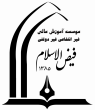 موسسه آموزش عالی
غیر انتفاعی غیر دولتی
فیض الاسلام
۱۳۸۵